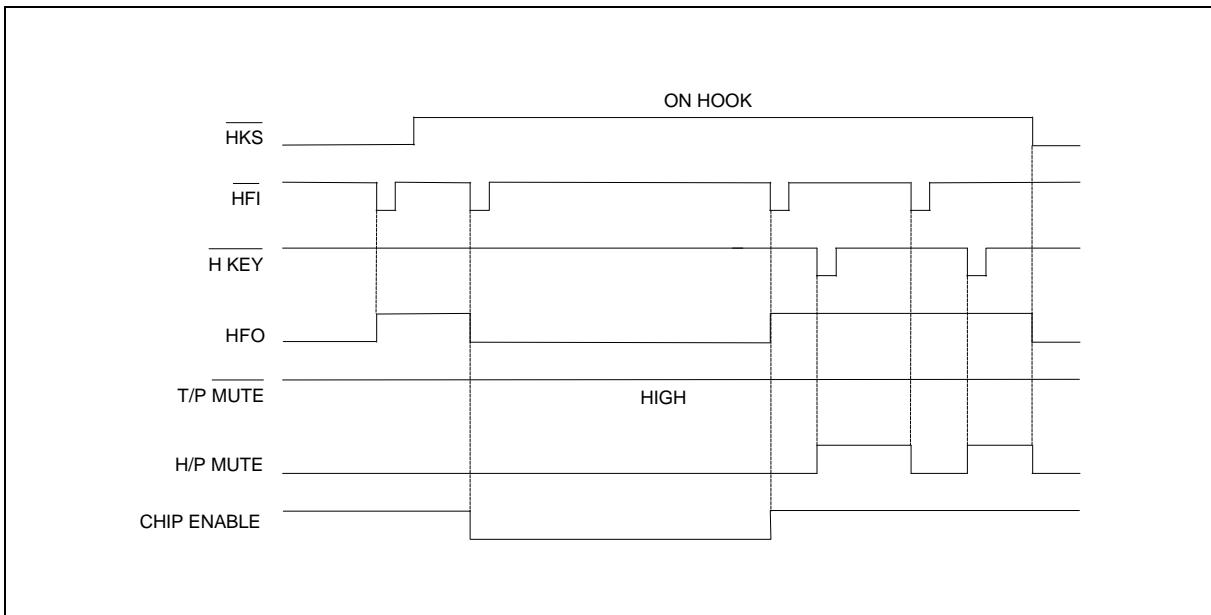 ON HOOK
HKS
HFI
H KEY
HFO
T/P MUTE
HIGH
H/P MUTE
CHIP ENABLE